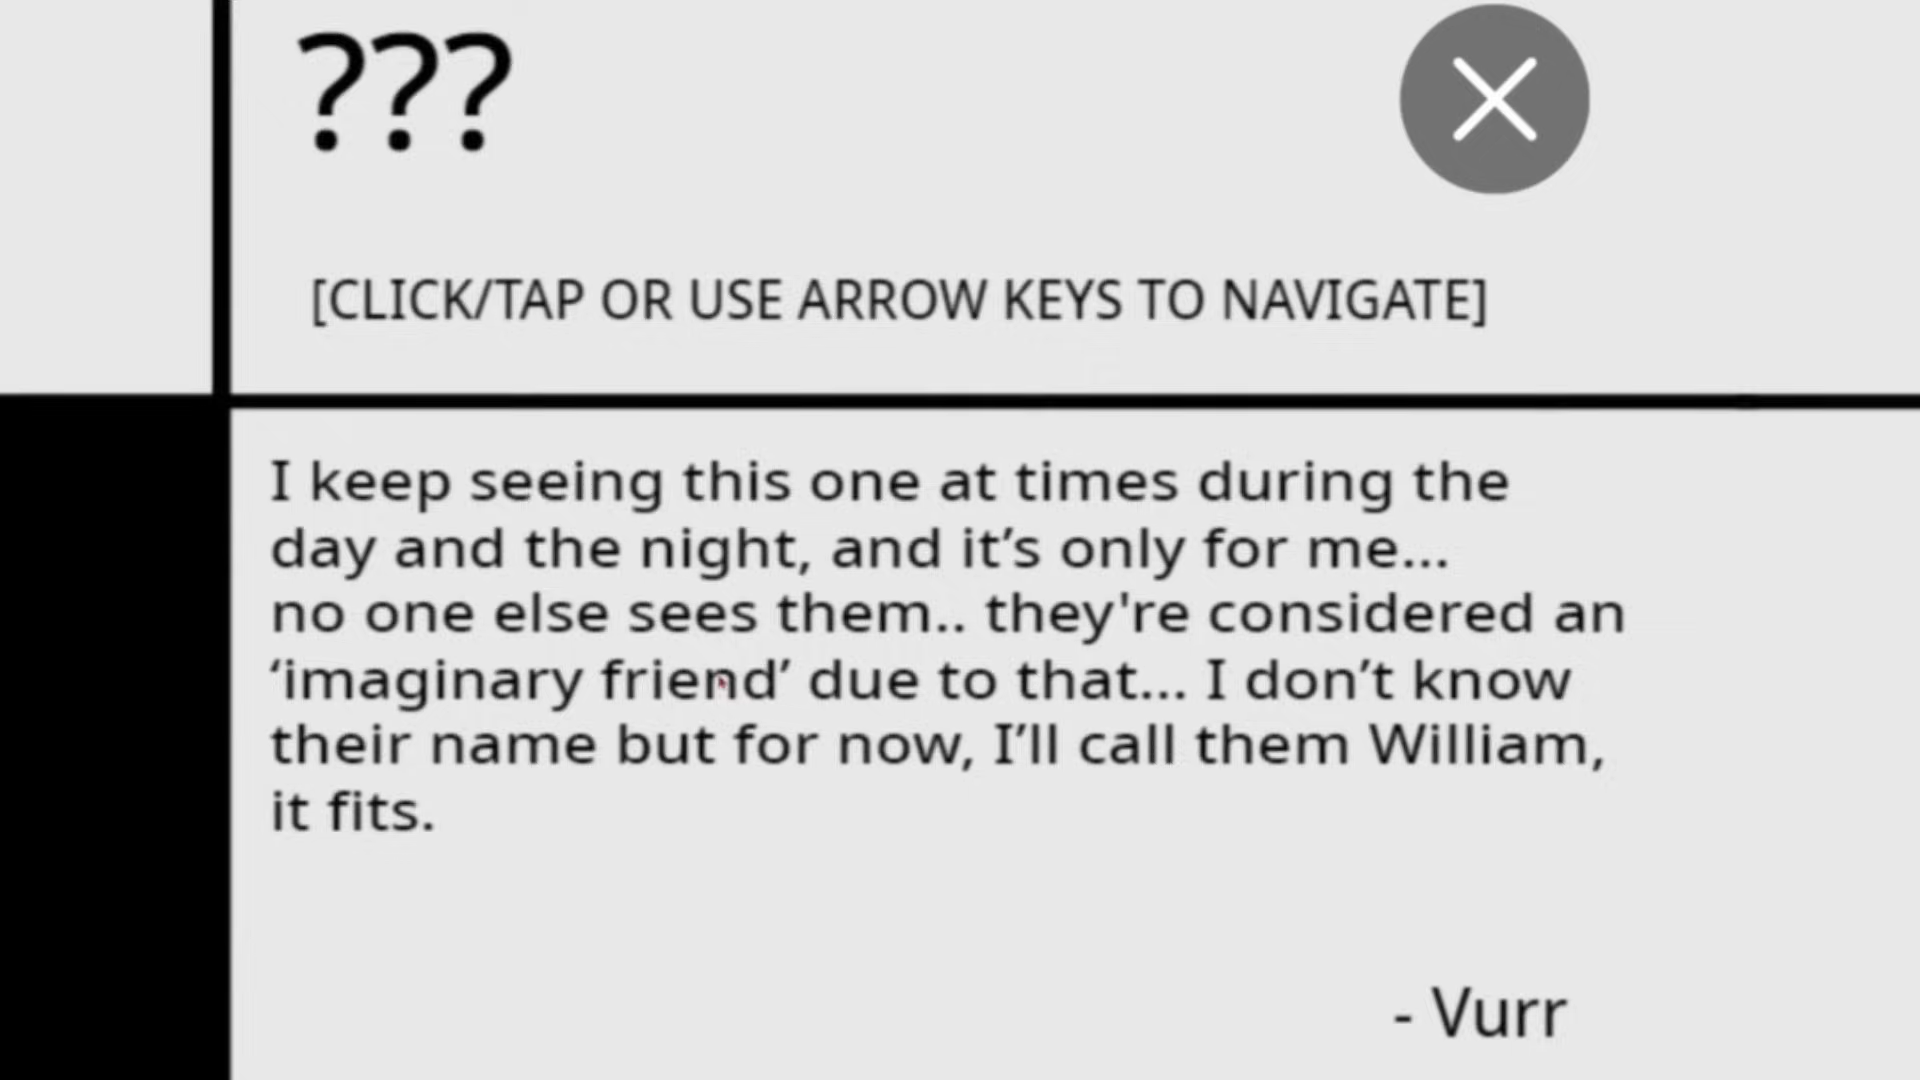 ???
[CLICK/TAP OR USE ARROW KEYS TO NAVIGATE]
I keep seeing this one at times during the
day and the night, and it’s only for me...
no one else sees them.. they're considered an
‘imaginary friend’ due to that... I don’t know
their name but for now, I’ll call them William,
it fits.
- Vurr